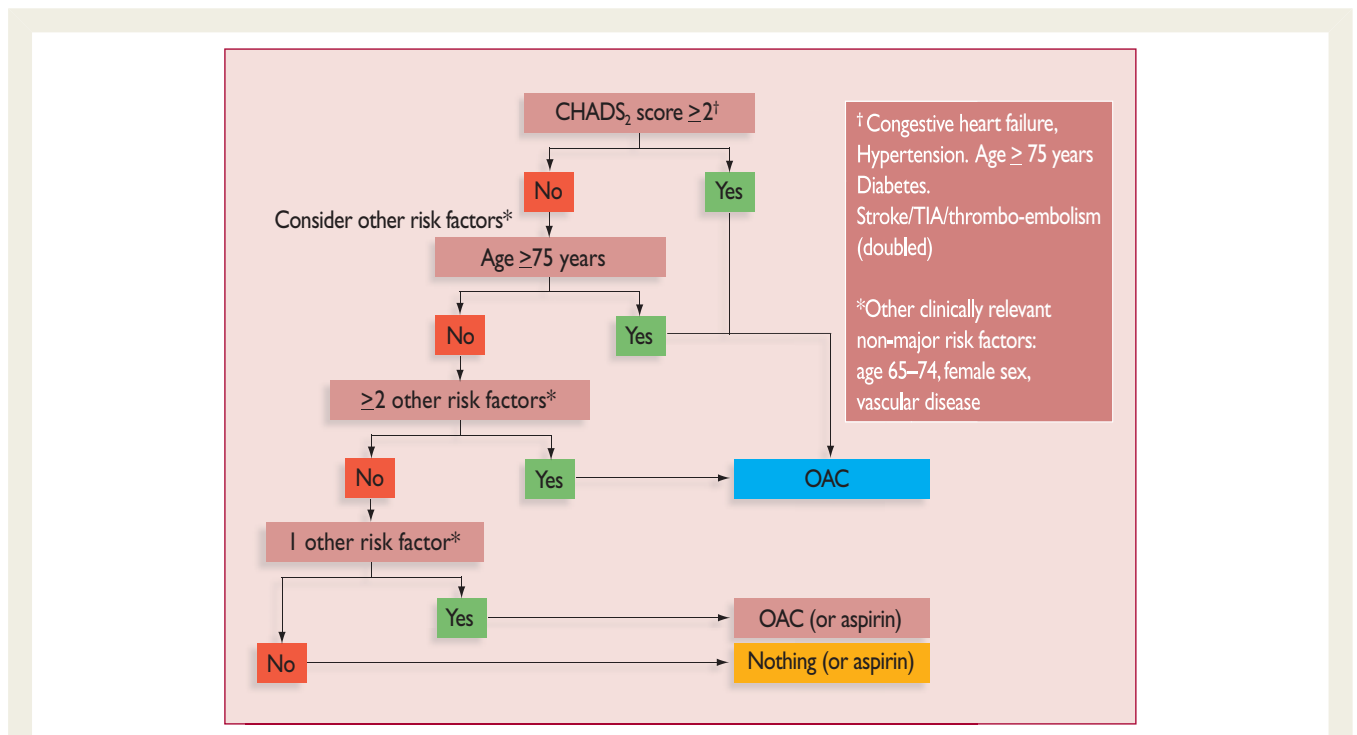 CHADS₂ score ≥2†
No
Yes
Consider other risk factors*
Age ≥75 years
No
Yes
≥2 other risk factors*
No
Yes
OAC
1 other risk factor*
Yes
OAC (or aspirin)
No
Nothing (or aspirin)
† Congestive heart failure,
Hypertension. Age ≥ 75 years
Diabetes.
Stroke/TIA/thrombo-embolism
(doubled)
*Other clinically relevant
non-major risk factors:
age 65–74, female sex,
vascular disease